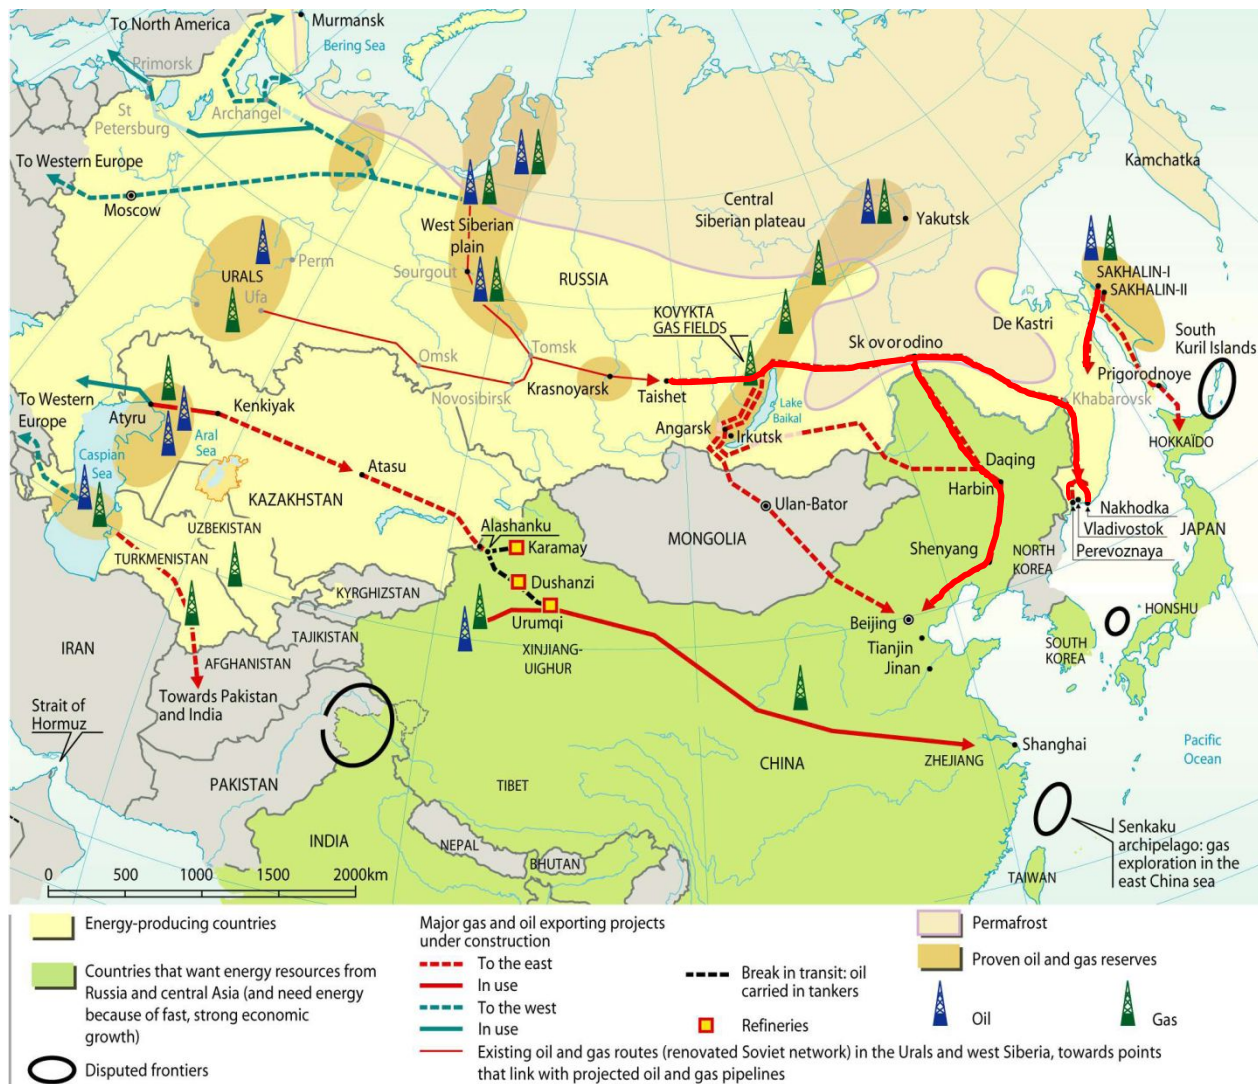 To North America
Murmansk
Bering Sea
Primorsk
St
Petersburg
Archangel
To Western Europe
Moscow
Kamchatka
Central
Siberian plateau
Yakutsk
West Siberian
plain
Perm
URALS
Sourgout
RUSSIA
Ufa
SAKHALIN-I
SAKHALIN-II
KOVYKTA
GAS FIELDS
De Kastri
South
Kuril Islands
Skovorodino
Tomsk
Omsk
Krasnoyarsk
Taishet
Novosibirsk
Prigorodnoye
Khabarovsk
To Western
Europe
Atyru
Kenkiyak
Aral
Sea
Lake
Baikal
Angarsk
Irkutsk
HOKKAÏDO
Caspian
Sea
Atasu
Daqing
Harbin
KAZAKHSTAN
Ulan-Bator
Nakhodka
UZBEKISTAN
Alashanku
Karamay
MONGOLIA
Vladivostok
JAPAN
TURKMENISTAN
Shenyang
NORTH
KOREA
Perevoznaya
Dushanzi
KYRGHIZSTAN
HONSHU
Urumqi
Beijing
TAJIKISTAN
XINJIANG-
UIGHUR
Tianjin
SOUTH
KOREA
IRAN
AFGHANISTAN
Jinan
Towards Pakistan
and India
Strait of
Hormuz
Shanghai
Pacific
Ocean
ZHEJIANG
CHINA
PAKISTAN
TIBET
INDIA
NEPAL
BHUTAN
TAIWAN
Senkaku
archipelago: gas
exploration in the
east China sea
0 500 1000 2000km
Energy-producing countries
Countries that want energy resources from
Russia and central Asia (and need energy
because of fast, strong economic
growth)
Disputed frontiers
Major gas and oil exporting projects
under construction
To the east
In use
To the west
In use
Existing oil and gas routes (renovated Soviet network) in the Urals and west Siberia, towards points
that link with projected oil and gas pipelines
Break in transit: oil
carried in tankers
Refineries
Permafrost
Proven oil and gas reserves
Oil
Gas